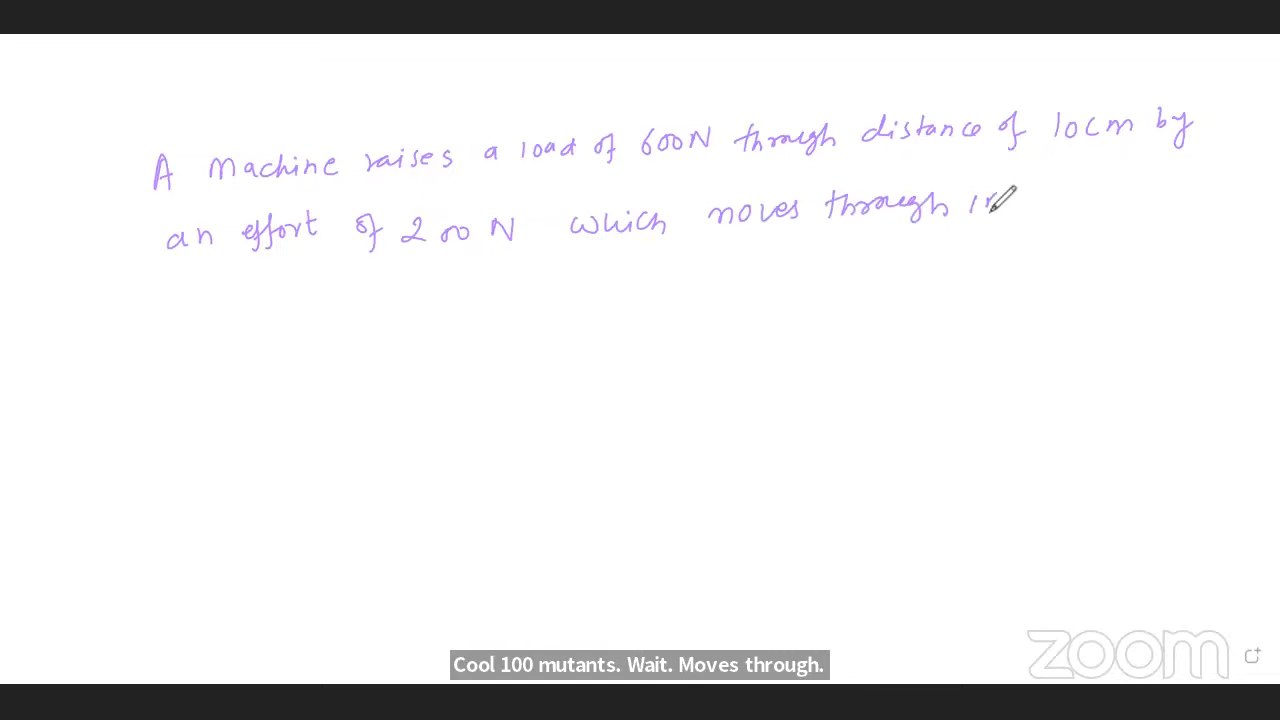 A machine raises a load of 600N through distance of 10cm by
an effort of 200 N which moves through
Cool 100 mutants. Wait. Moves through.
zoom